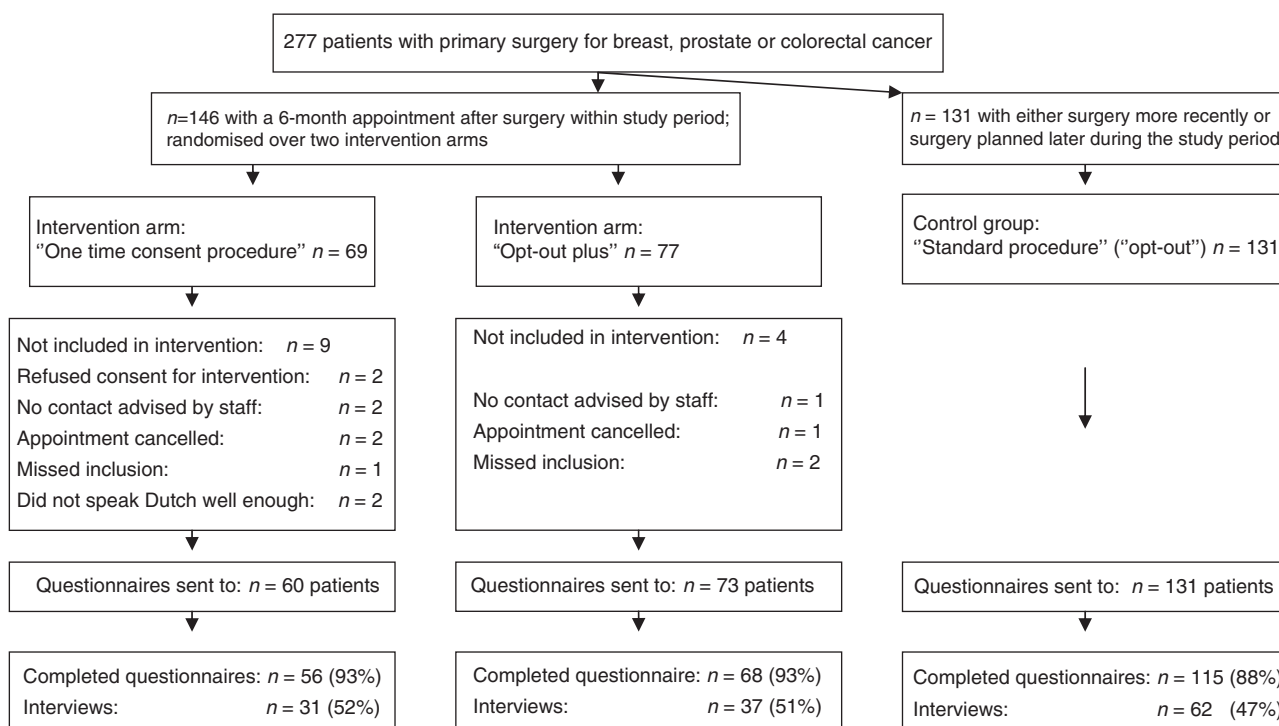 277 patients with primary surgery for breast, prostate or colorectal cancer
n=146 with a 6-month appointment after surgery within study period;
randomised over two intervention arms
n = 131 with either surgery more recently or
surgery planned later during the study period
Intervention arm:
‘‘One time consent procedure’’ n = 69
Intervention arm:
“Opt-out plus’’ n = 77
Control group:
‘‘Standard procedure’’ (‘‘opt-out’’) n = 131
Not included in intervention: n = 9
Refused consent for intervention: n = 2
No contact advised by staff: n = 2
Appointment cancelled: n = 2
Missed inclusion: n = 1
Did not speak Dutch well enough: n = 2
Not included in intervention: n = 4
No contact advised by staff: n = 1
Appointment cancelled: n = 1
Missed inclusion: n = 2
Questionnaires sent to: n = 60 patients
Questionnaires sent to: n = 73 patients
Questionnaires sent to: n = 131 patients
Completed questionnaires: n = 56 (93%)
Interviews: n = 31 (52%)
Completed questionnaire: n = 68 (93%)
Interviews: n = 37 (51%)
Completed questionnaires: n = 115 (88%)
Interviews: n = 62 (47%)